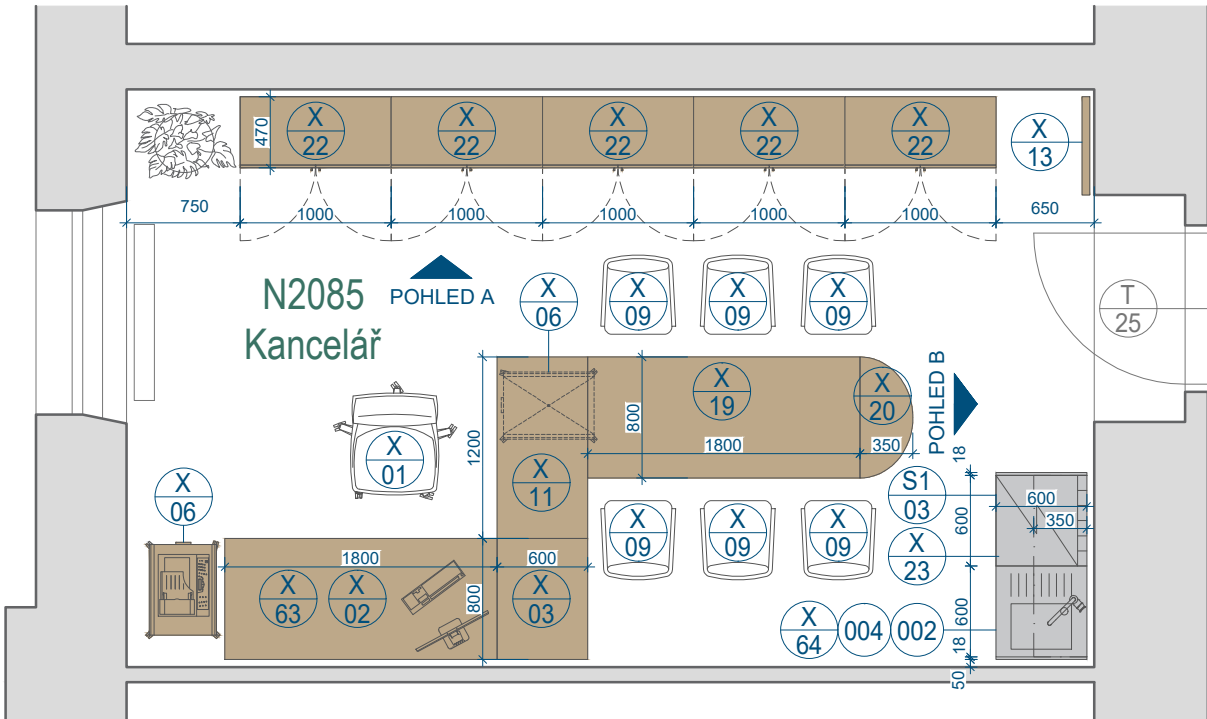 X
22
X
22
X
22
X
22
X
22
X
13
470
750
1000
1000
1000
1000
1000
650
N2085
Kancelář
POHLED A
X
06
X
09
X
09
X
09
T
25
X
19
X
20
POHLED B
800
1800
350
1200
X
01
X
11
X
06
18
S1
03
600
350
600
X
09
X
09
X
09
X
23
1800
600
X
63
X
02
800
X
03
X
64
004
002
600
18
50